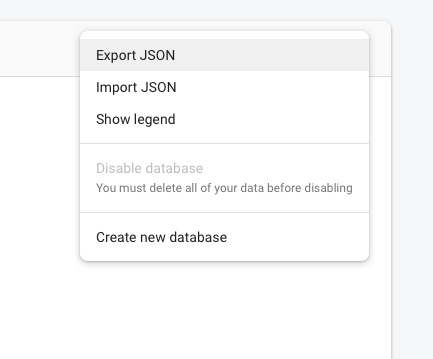 Export JSON
Import JSON
Show legend
Disable database
You must delete all of your data before disabling
Create new database